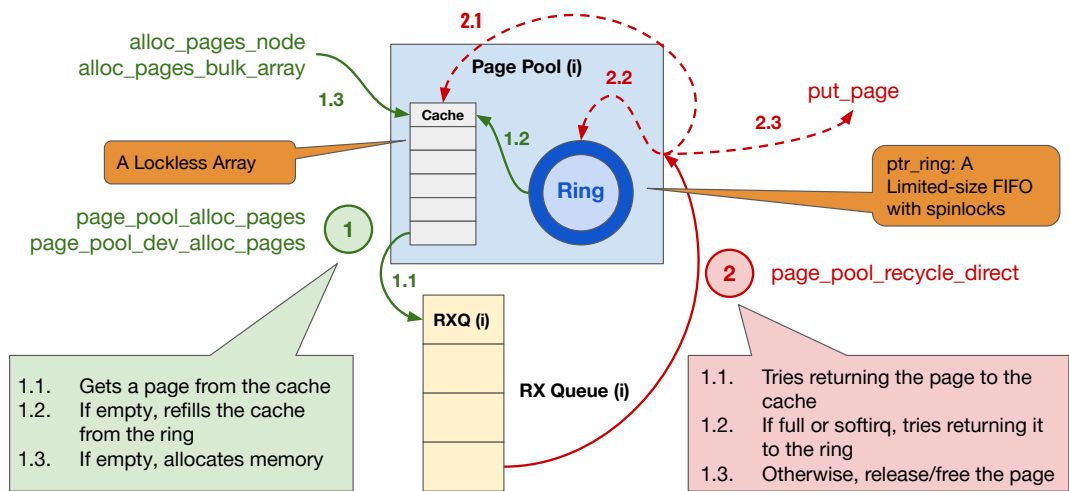 2.1
alloc_pages_node
alloc_pages_bulk_array
Page Pool (i)
2.2
put_page
1.3
Cache
1.2
2.3
A Lockless Array
Ring
ptr_ring: A
Limited-size FIFO
with spinlocks
page_pool_alloc_pages
page_pool_dev_alloc_pages
1
1.1
2
page_pool_recycle_direct
RXQ (i)
RX Queue (i)
1.1. Gets a page from the cache
1.2. If empty, refills the cache
from the ring
1.3. If empty, allocates memory
1.1. Tries returning the page to the
cache
1.2. If full or softirq, tries returning it
to the ring
1.3. Otherwise, release/free the page